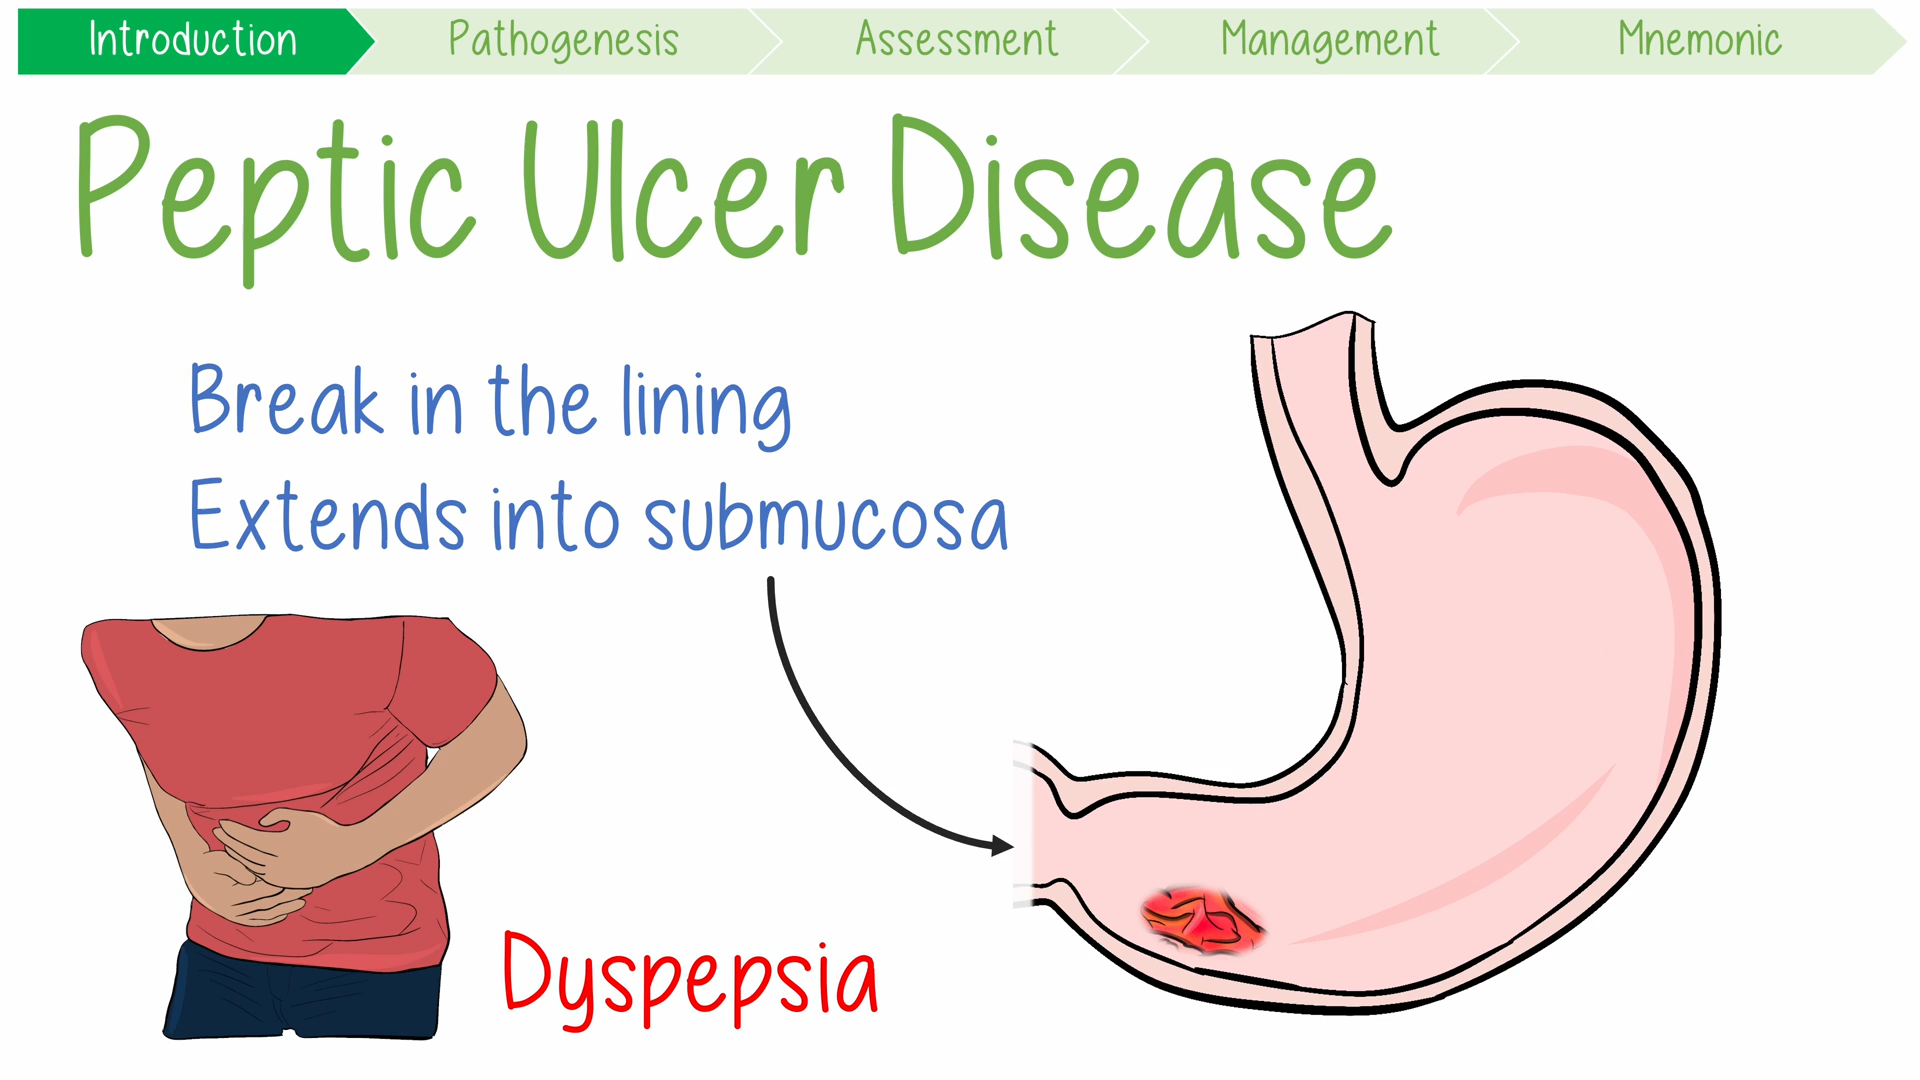 Introduction
Pathogenesis
Assessment
Management
Mnemonic
Peptic Ulcer Disease
Break in the lining
Extends into submucosa
Dyspepsia